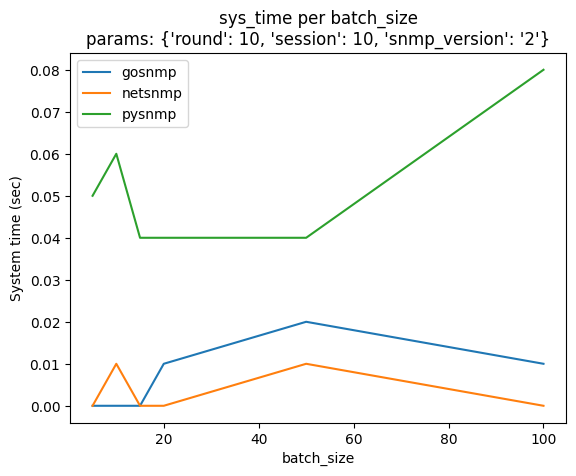 sys_time per batch_size
params: {'round': 10, 'session': 10, 'snmp_version': '2'}
gosnmp
netsnmp
pysnmp
0.08
0.07
0.06
0.05
0.04
0.03
0.02
0.01
0.00
System time (sec)
20
40
60
80
100
batch_size